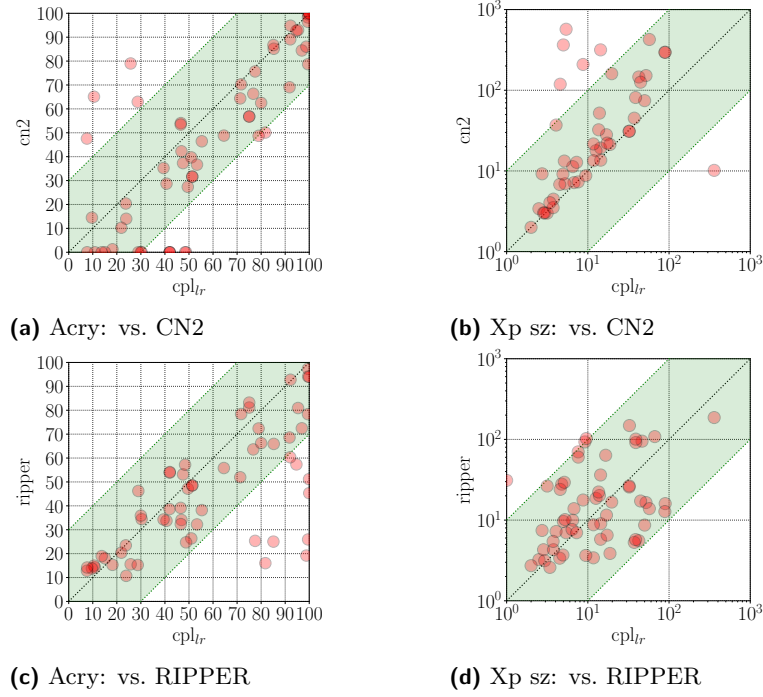 100
90
80
70
60
50
40
30
20
10
0
cn2
0 10 20 30 40 50 60 70 80 90 100
cpl_lr
(a) Acry: vs. CN2
10^3
10^2
10^1
10^0
cn2
10^0 10^1 10^2 10^3
cpl_lr
(b) Xp sz: vs. CN2
100
90
80
70
60
50
40
30
20
10
0
ripper
0 10 20 30 40 50 60 70 80 90 100
cpl_lr
(c) Acry: vs. RIPPER
10^3
10^2
10^1
10^0
ripper
10^0 10^1 10^2 10^3
cpl_lr
(d) Xp sz: vs. RIPPER